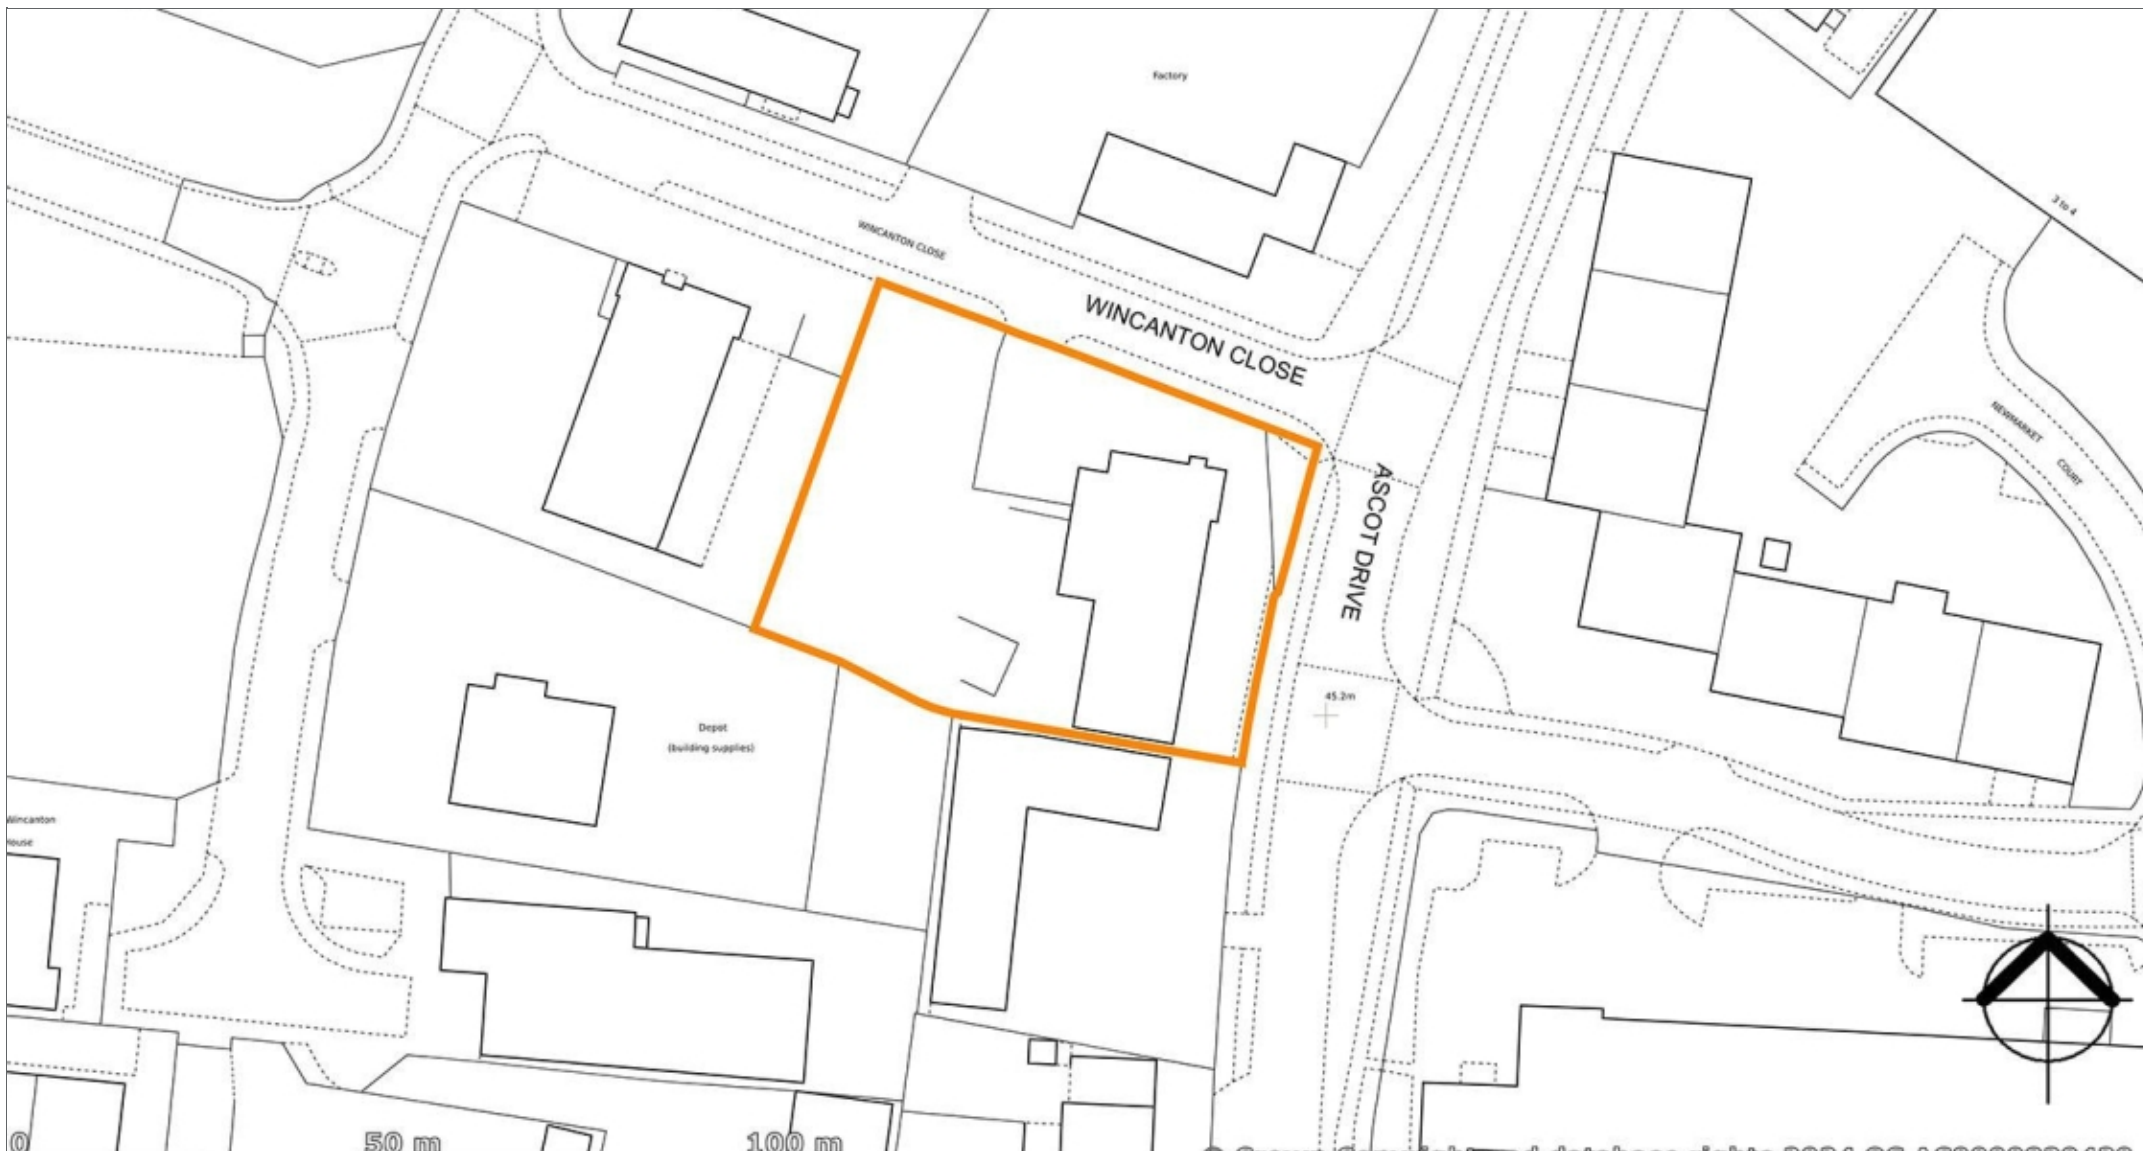 Factory
3 to 4
WINCANTON CLOSE
WINCANTON CLOSE
NEWMARKET
COURT
ASCOT DRIVE
45.2m
Depot
(building supplies)
Wincanton
House
0
50 m
100 m